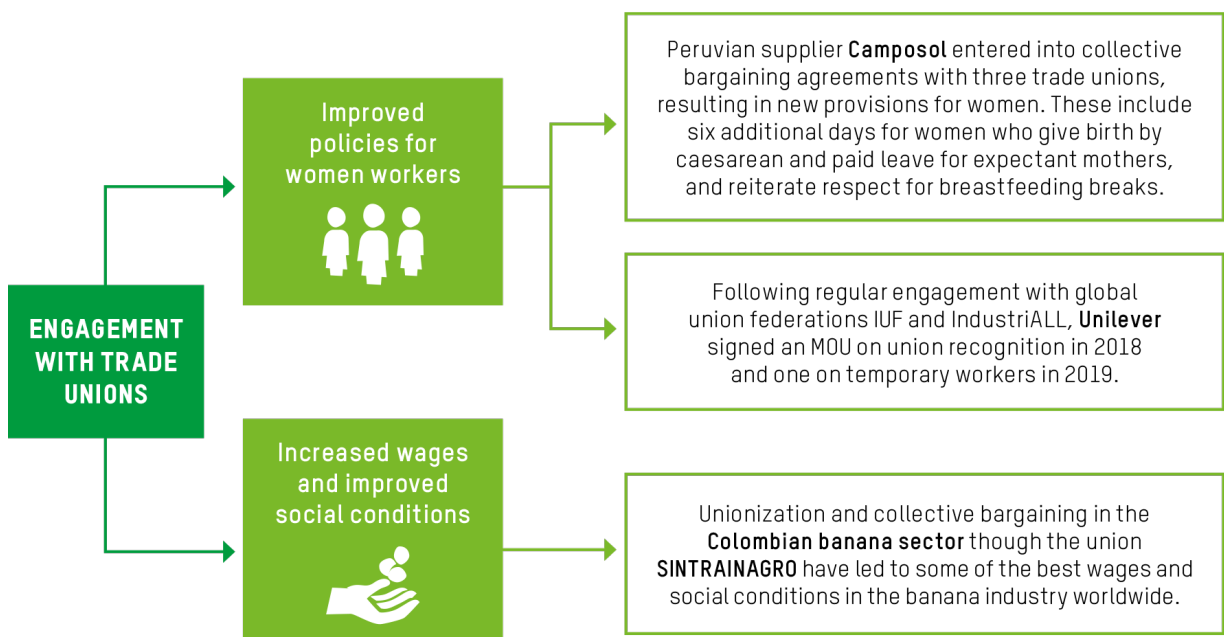 ENGAGEMENT
WITH TRADE
UNIONS
Improved
policies for
women workers
Peruvian supplier Camposol entered into collective
bargaining agreements with three trade unions,
resulting in new provisions for women. These include
six additional days for women who give birth by
caesarean and paid leave for expectant mothers,
and reiterate respect for breastfeeding breaks.
Following regular engagement with global
union federations IUF and IndustriALL, Unilever
signed an MOU on union recognition in 2018
and one on temporary workers in 2019.
Increased wages
and improved
social conditions
Unionization and collective bargaining in the
Colombian banana sector though the union
SINTRAINAGRO have led to some of the best wages and
social conditions in the banana industry worldwide.